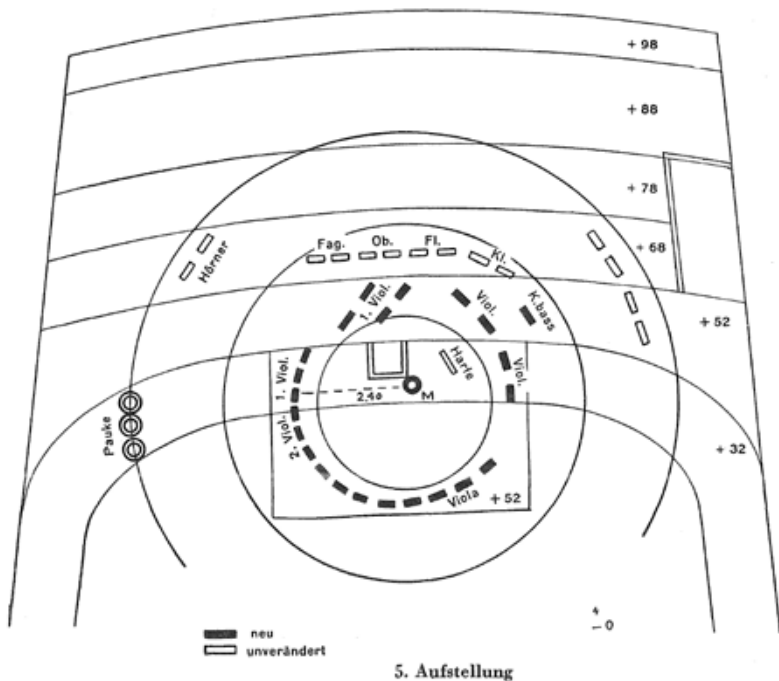 + 98
+ 88
+ 78
+ 68
Hörner
Fag.
Ob.
Fl.
Kl.
1. Viol.
Viol.
K.bass
+ 52
Harfe
Viol.
1. Viol.
2.40
M
2. Viol.
Pauke
+ 32
Viola
+ 52
neu
unverändert
– 0
5. Aufstellung